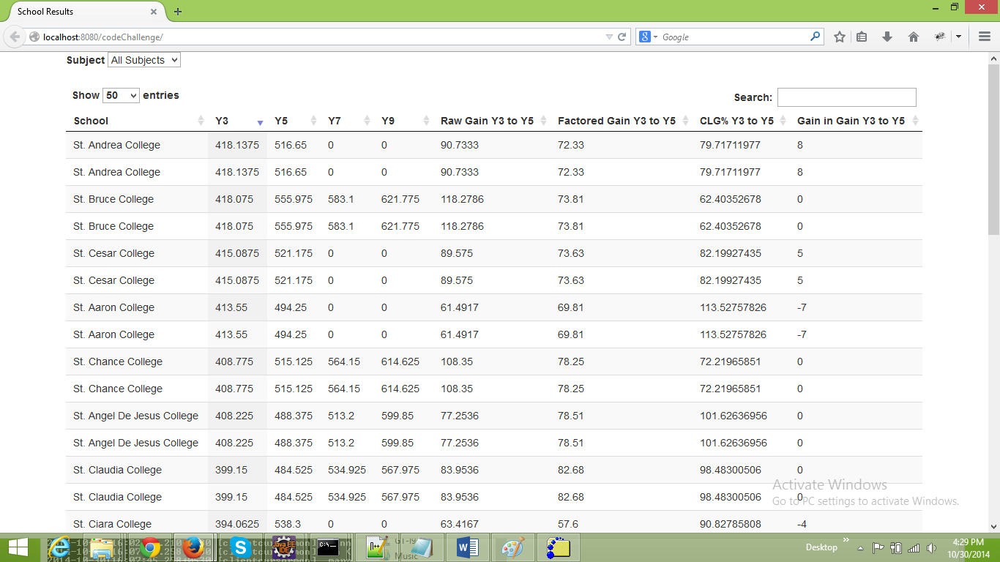 School Results
localhost:8080/codeChallenge/
Google
Subject All Subjects
Show 50 entries
Search:
School Y3 Y5 Y7 Y9 Raw Gain Y3 to Y5 Factored Gain Y3 to Y5 CLG% Y3 to Y5 Gain in Gain Y3 to Y5
St. Andrea College 418.1375 516.65 0 0 90.7333 72.33 79.71711977 8
St. Andrea College 418.1375 516.65 0 0 90.7333 72.33 79.71711977 8
St. Bruce College 418.075 555.975 583.1 621.775 118.2786 73.81 62.40352678 0
St. Bruce College 418.075 555.975 583.1 621.775 118.2786 73.81 62.40352678 0
St. Cesar College 415.0875 521.175 0 0 89.575 73.63 82.19927435 5
St. Cesar College 415.0875 521.175 0 0 89.575 73.63 82.19927435 5
St. Aaron College 413.55 494.25 0 0 61.4917 69.81 113.52757826 -7
St. Aaron College 413.55 494.25 0 0 61.4917 69.81 113.52757826 -7
St. Chance College 408.775 515.125 564.15 614.625 108.35 78.25 72.21965851 0
St. Chance College 408.775 515.125 564.15 614.625 108.35 78.25 72.21965851 0
St. Angel De Jesus College 408.225 488.375 513.2 599.85 77.2536 78.51 101.62636956 0
St. Angel De Jesus College 408.225 488.375 513.2 599.85 77.2536 78.51 101.62636956 0
St. Claudia College 399.15 484.525 534.925 567.975 83.9536 82.68 98.48300506 0
St. Claudia College 399.15 484.525 534.925 567.975 83.9536 82.68 98.48300506 0
Activate Windows
Go to PC settings to activate Windows.
St. Ciara College 394.0625 538.3 0 0 63.4167 57.6 90.82785808 -4
Desktop
4:29 PM
10/30/2014